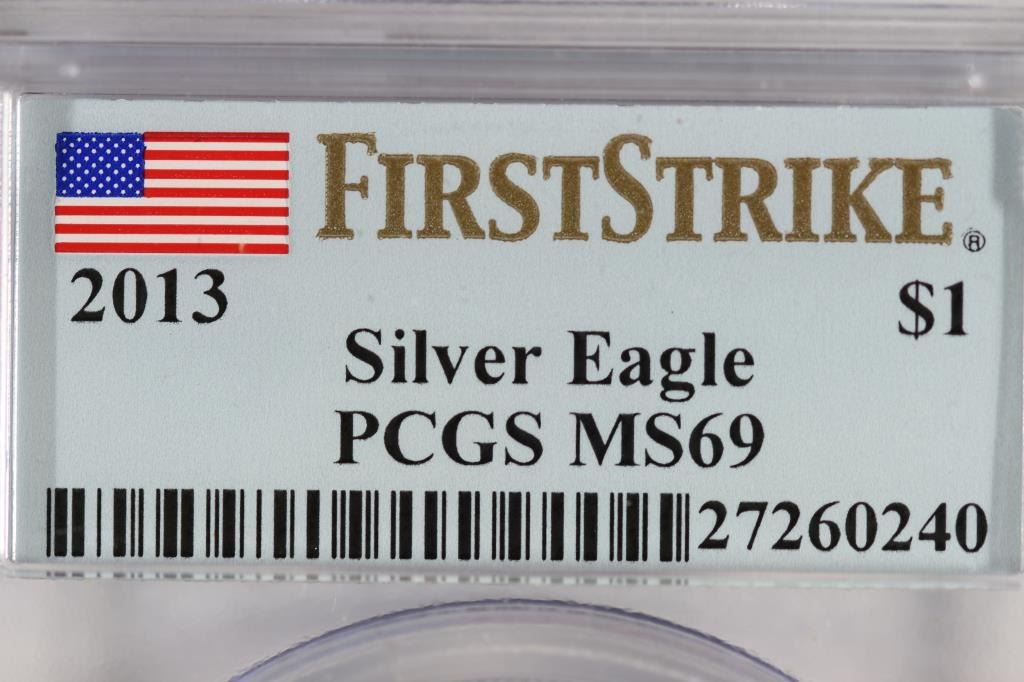 FIRSTSTRIKE®
2013 $1
Silver Eagle
PCGS MS69
27260240